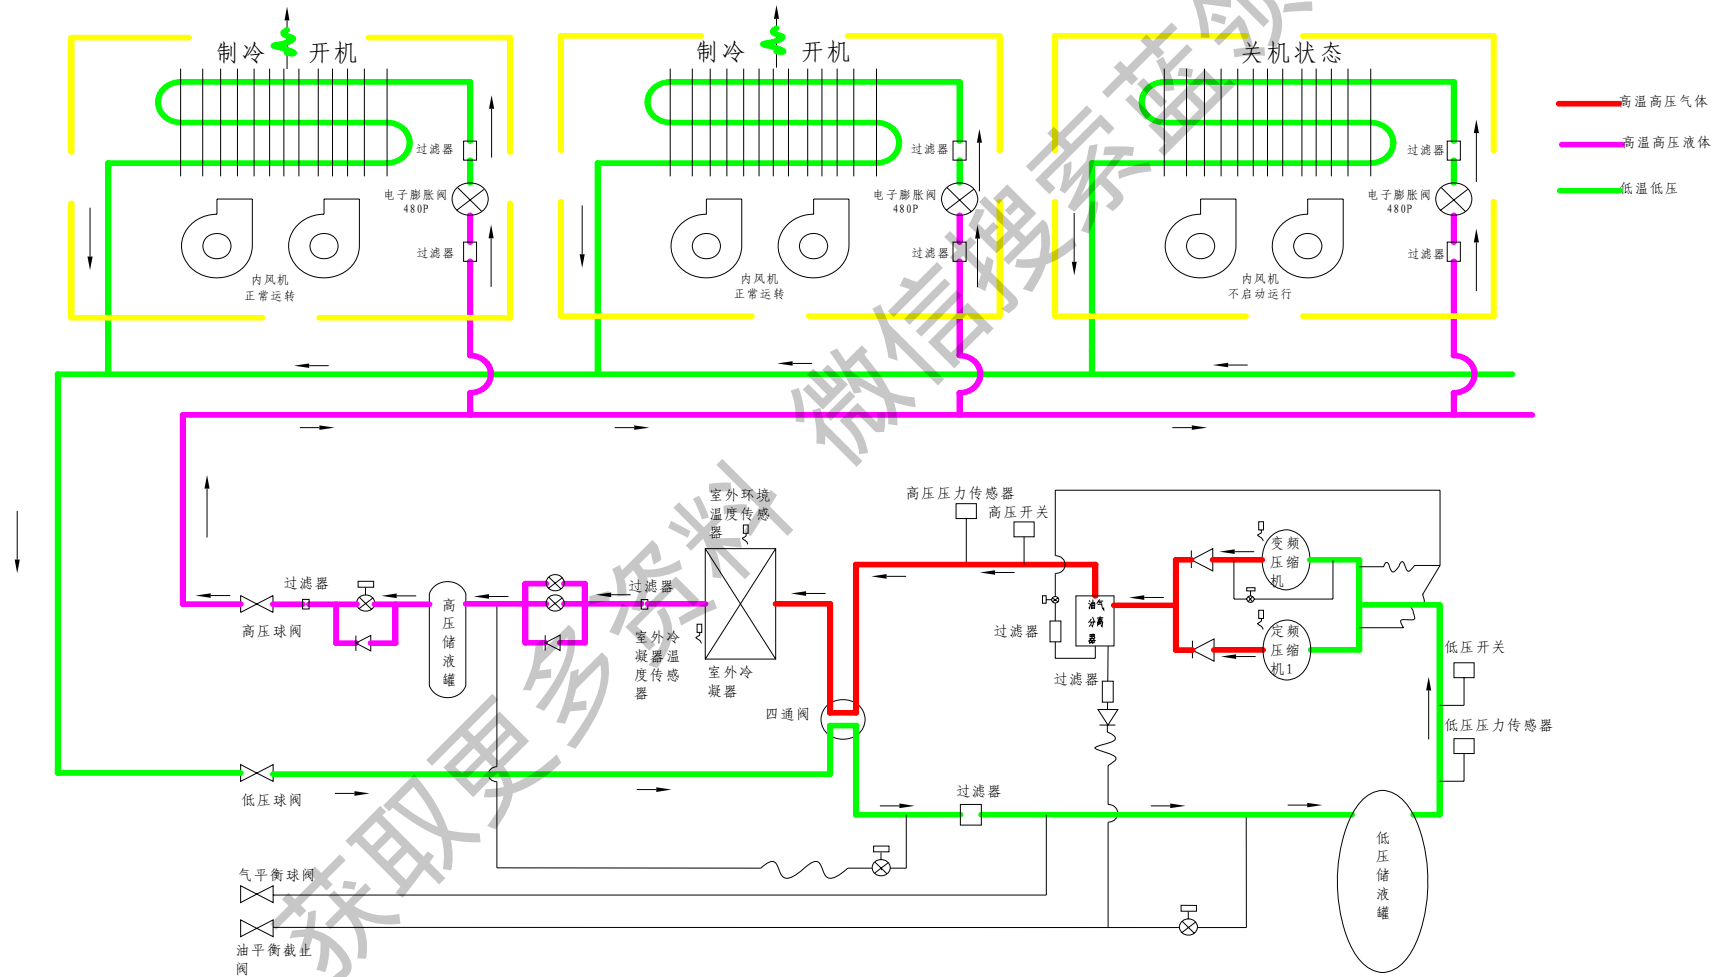 制冷 开机
制冷 开机
关机状态
高温高压气体
高温高压液体
低温低压
过滤器
过滤器
过滤器
电子膨胀阀
480P
电子膨胀阀
480P
电子膨胀阀
480P
过滤器
过滤器
过滤器
内风机
正常运转
内风机
正常运转
内风机
不启动运行
室外环境
温度传感
器
高压压力传感器
高压开关
变频
压缩
机
过滤器
高压储液罐
过滤器
油气
分离
器
高压球阀
室外冷
凝器温
度传感
器
室外冷
凝器
过滤器
定频
压缩
机1
低压开关
过滤器
四通阀
低压压力传感器
低压球阀
过滤器
低压储液罐
气平衡球阀
油平衡截止
阀
获取更多资料 微信搜索蓝领